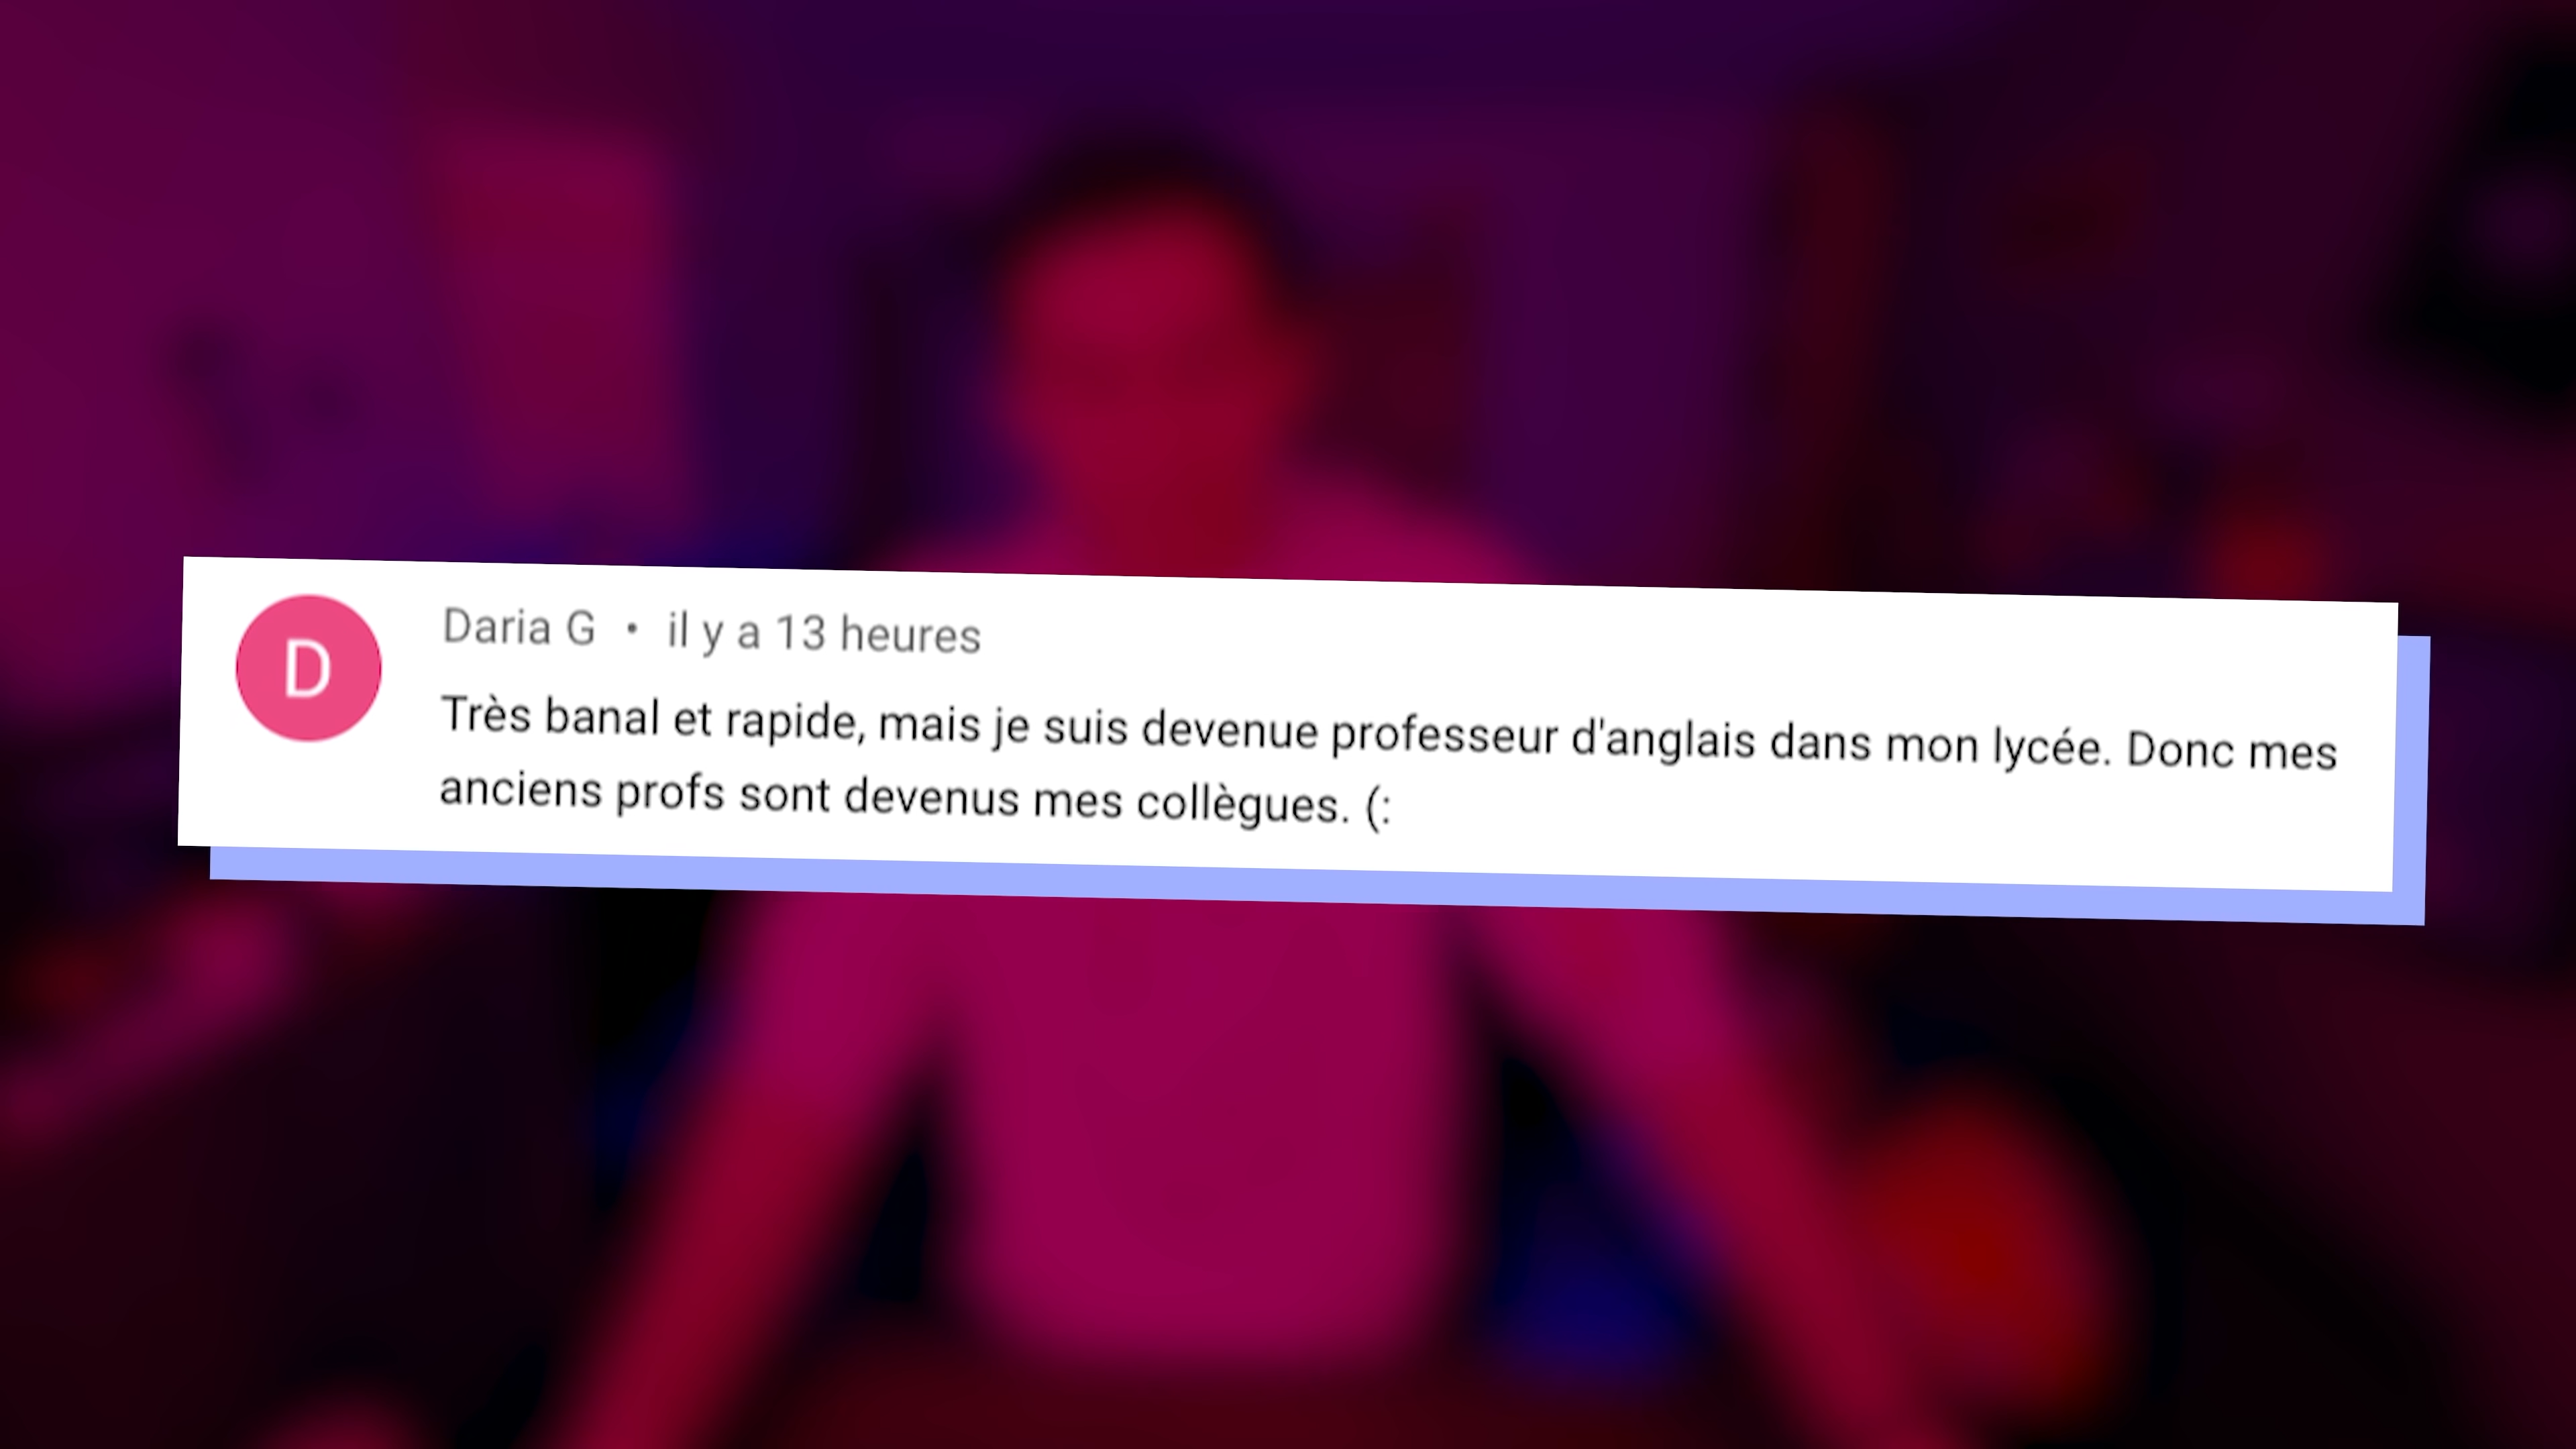 D
Daria G • il y a 13 heures
Très banal et rapide, mais je suis devenue professeur d'anglais dans mon lycée. Donc mes
anciens profs sont devenus mes collègues. (: